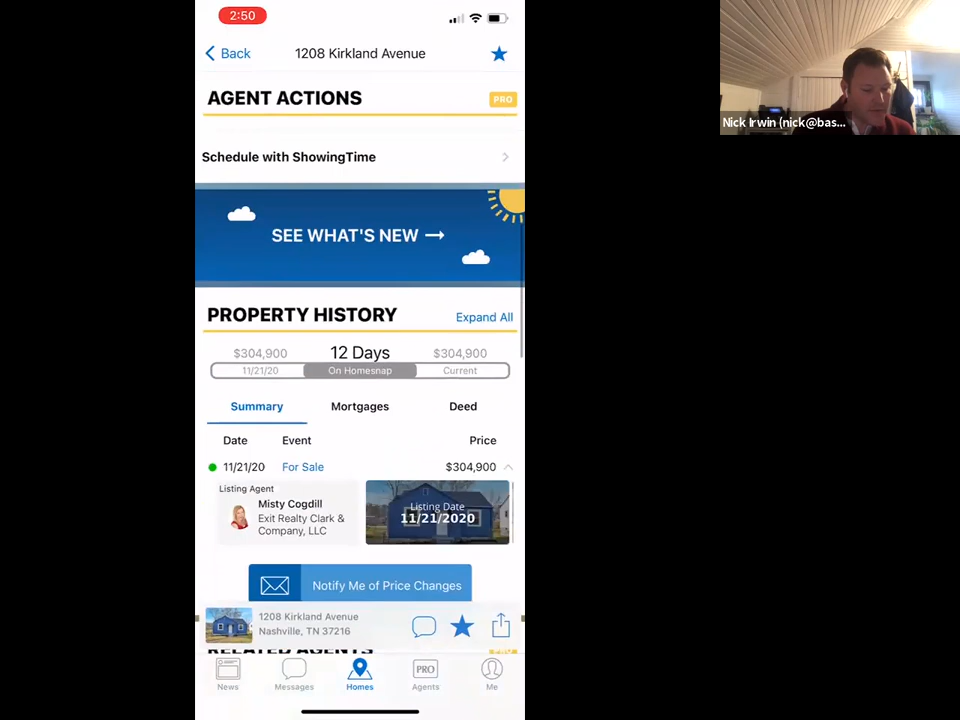 2:50
Back
1208 Kirkland Avenue
AGENT ACTIONS
PRO
Nick Irwin (nick@bas...
Schedule with ShowingTime
SEE WHAT'S NEW →
PROPERTY HISTORY
Expand All
$304,900
12 Days
$304,900
11/21/20
On Homesnap
Current
Summary
Mortgages
Deed
Date
Event
Price
11/21/20
For Sale
$304,900
Listing Agent
Misty Cogdill
Exit Realty Clark &
Company, LLC
Listing Date
11/21/2020
Notify Me of Price Changes
1208 Kirkland Avenue
Nashville, TN 37216
RELATED AGENTS
News
Messages
Homes
PRO
Agents
Me